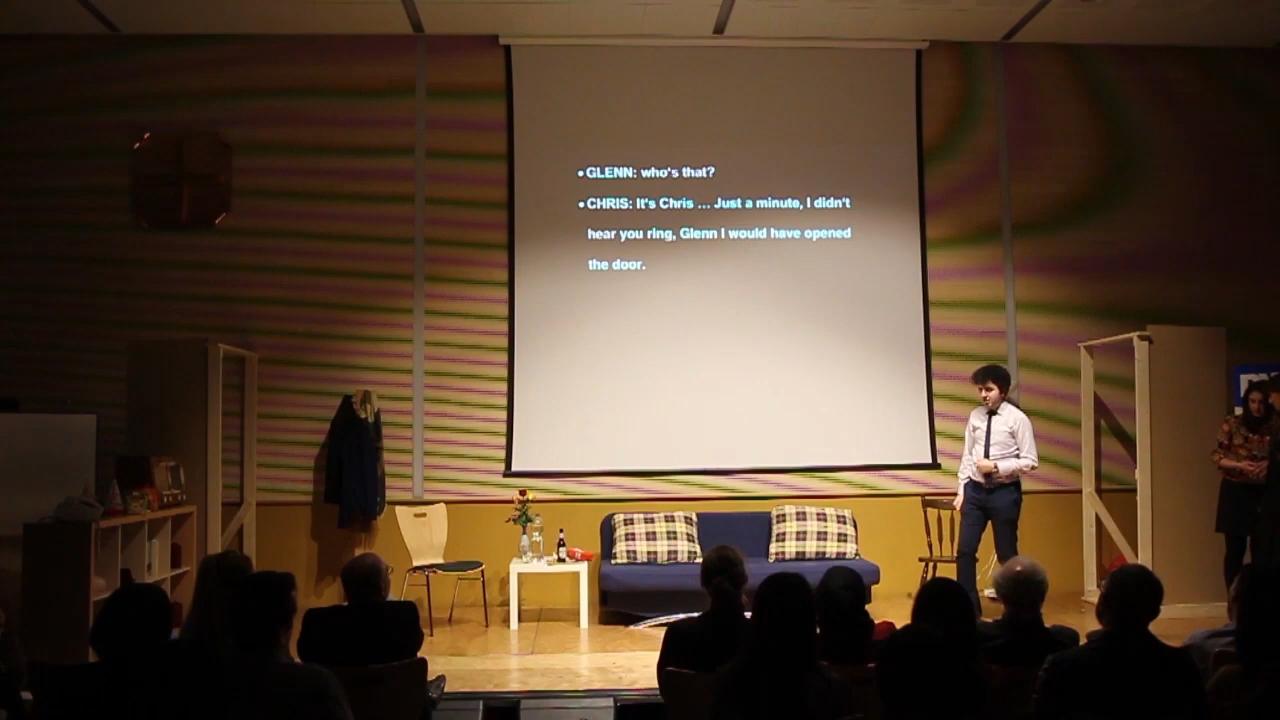 • GLENN: who's that?
• CHRIS: It's Chris ... Just a minute, I didn't
hear you ring, Glenn I would have opened
the door.